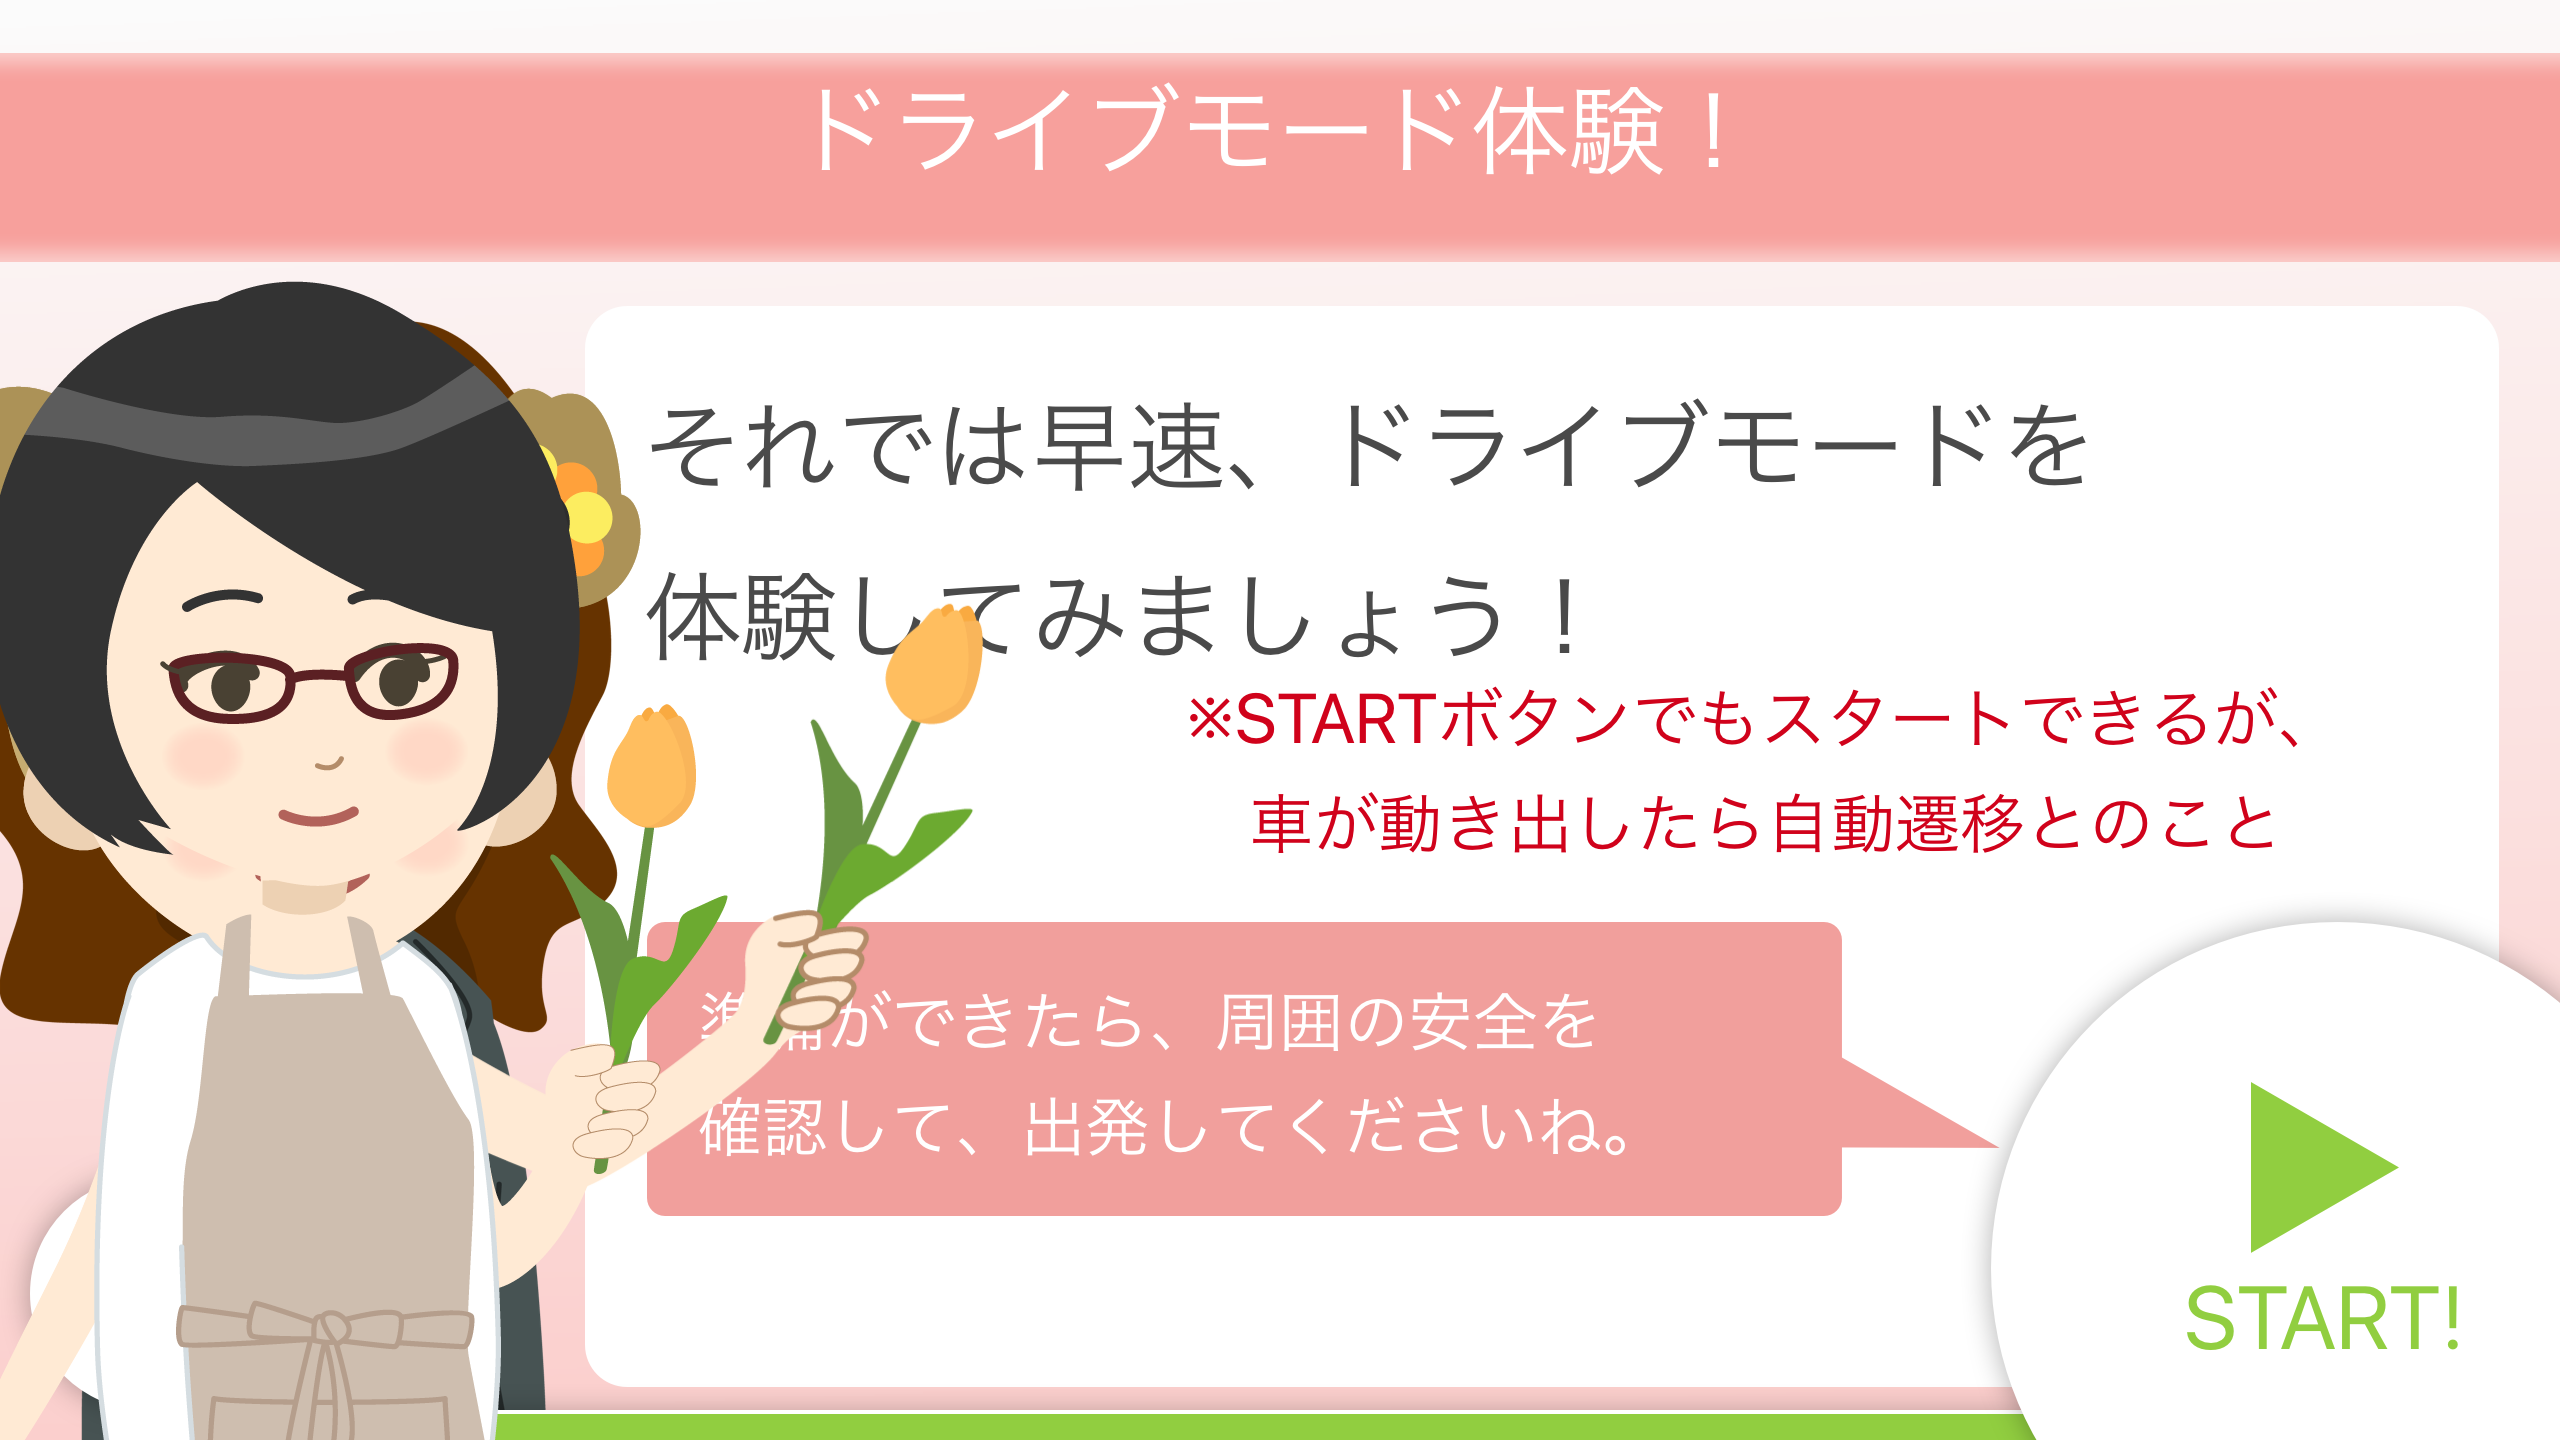 ドライブモード体験！
それでは早速、ドライブモードを
体験してみましょう！
※STARTボタンでもスタートできるが、
車が動き出したら自動遷移とのこと
準備ができたら、周囲の安全を
確認して、出発してくださいね。
START!